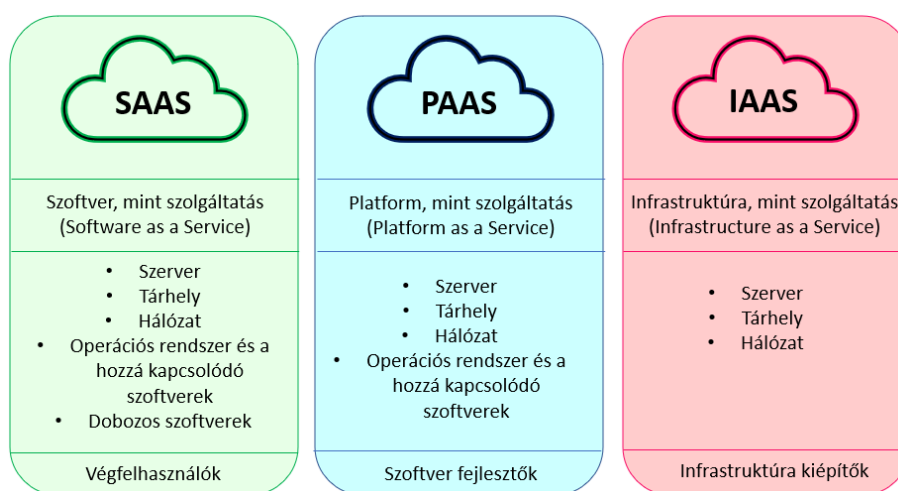 SAAS
Szoftver, mint szolgáltatás
(Software as a Service)
• Szerver
• Tárhely
• Hálózat
• Operációs rendszer és a
hozzá kapcsolódó
szoftverek
• Dobozos szoftverek
Végfelhasználók
PAAS
Platform, mint szolgáltatás
(Platform as a Service)
• Szerver
• Tárhely
• Hálózat
• Operációs rendszer és a
hozzá kapcsolódó
szoftverek
Szoftver fejlesztők
IAAS
Infrastruktúra, mint szolgáltatás
(Infrastructure as a Service)
• Szerver
• Tárhely
• Hálózat
Infrastruktúra kiépítők